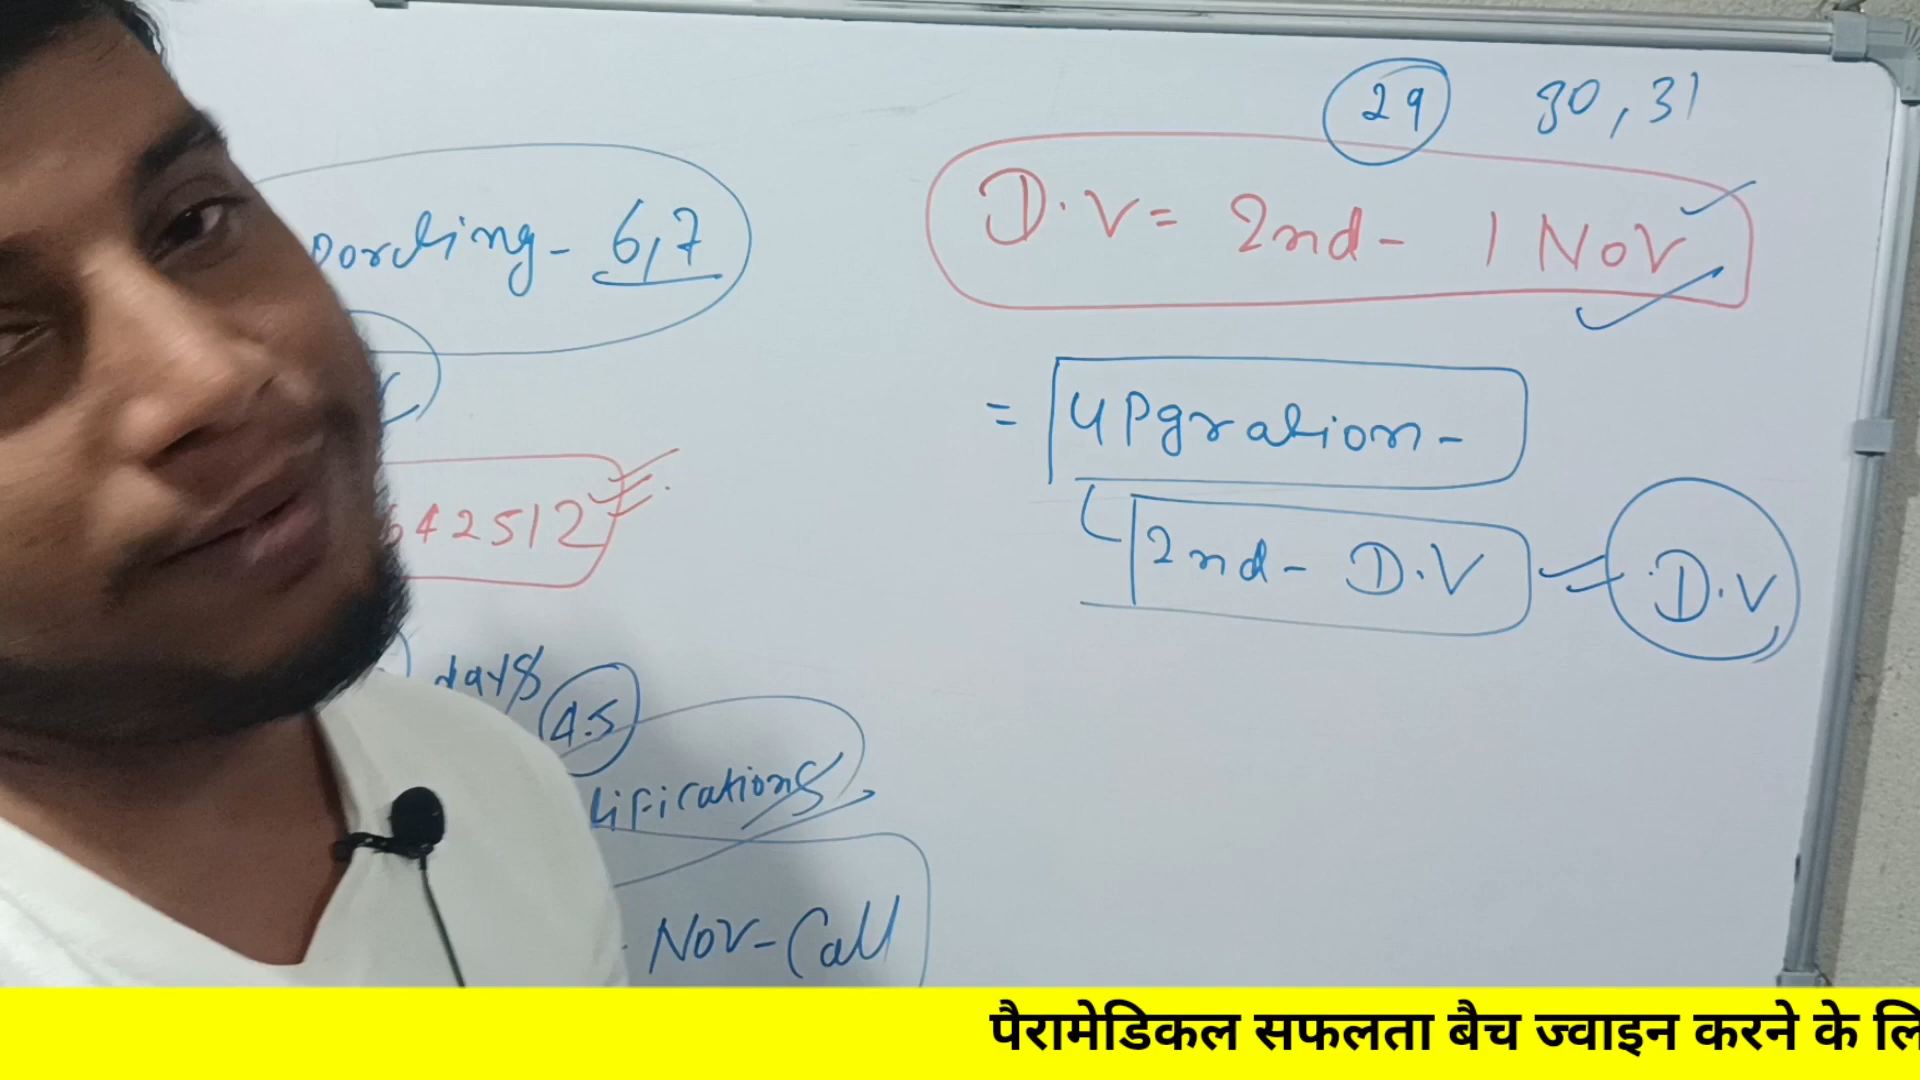 29 30, 31
porting- 6,7
D.V = 2nd- 1 Nov
= Upgration-
642512
2nd- D.V = D.V
days 4.5
lifications
Nov-Call
पैरामेडिकल सफलता बैच ज्वाइन करने के लि